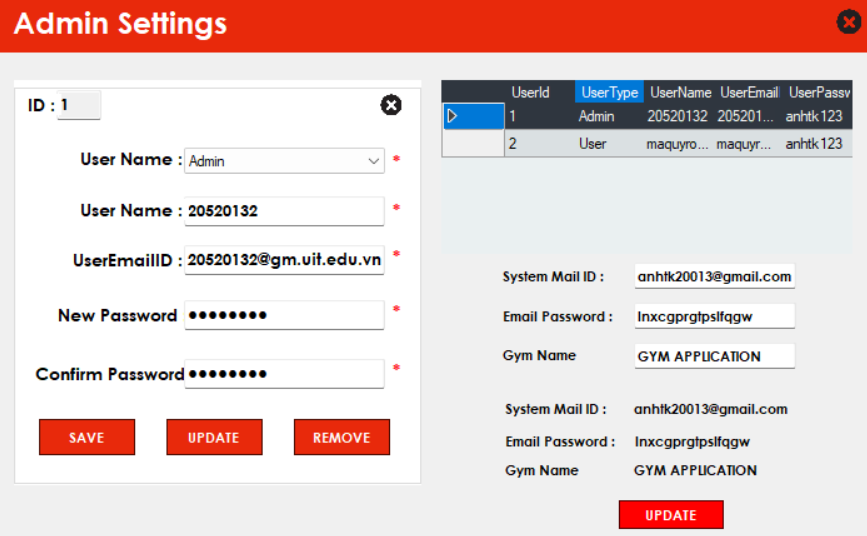 Admin Settings
ID : 1
User Name : Admin *
User Name : 20520132 *
UserEmailID : 20520132@gm.uit.edu.vn *
New Password ●●●●●●●● *
Confirm Password ●●●●●●●● *
SAVE UPDATE REMOVE
UserId UserType UserName UserEmail UserPassw
1 Admin 20520132 205201... anhtk123
2 User maquyro... maquyr... anhtk123
System Mail ID : anhtk20013@gmail.com
Email Password : lnxcgprgtpslfqgw
Gym Name GYM APPLICATION
System Mail ID : anhtk20013@gmail.com
Email Password : lnxcgprgtpslfqgw
Gym Name GYM APPLICATION
UPDATE